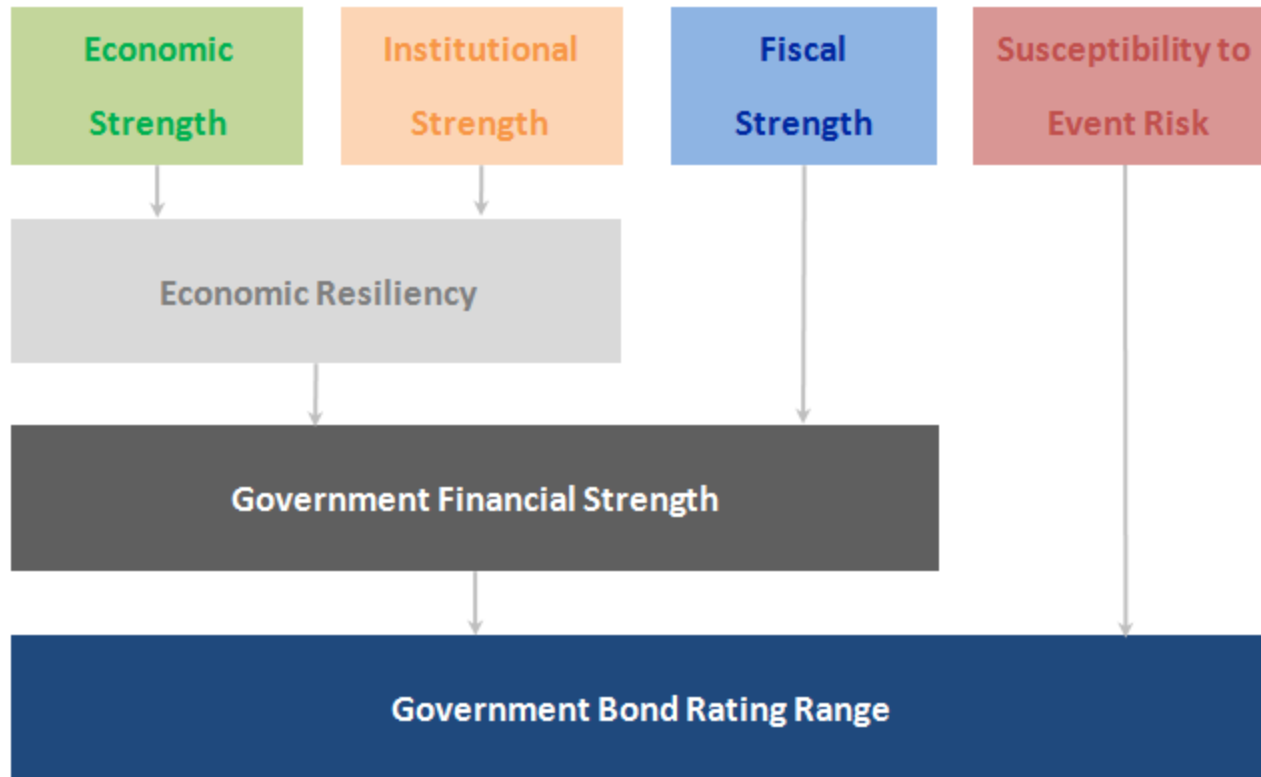 Economic
Strength
Institutional
Strength
Fiscal
Strength
Susceptibility to
Event Risk
Economic Resiliency
Government Financial Strength
Government Bond Rating Range